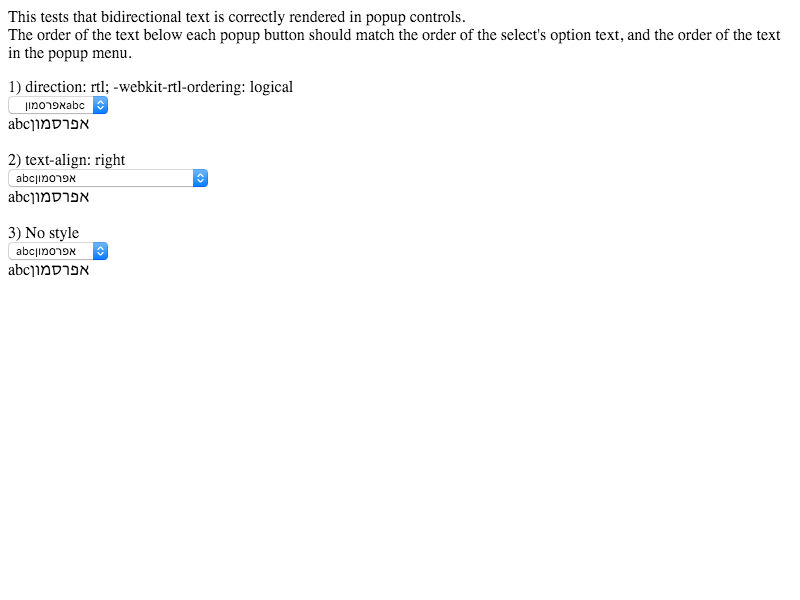 This tests that bidirectional text is correctly rendered in popup controls.
The order of the text below each popup button should match the order of the select's option text, and the order of the text
in the popup menu.
1) direction: rtl; -webkit-rtl-ordering: logical
abcאפרסמון
abcאפרסמון
2) text-align: right
abcאפרסמון
abcאפרסמון
3) No style
abcאפרסמון
abcאפרסמון